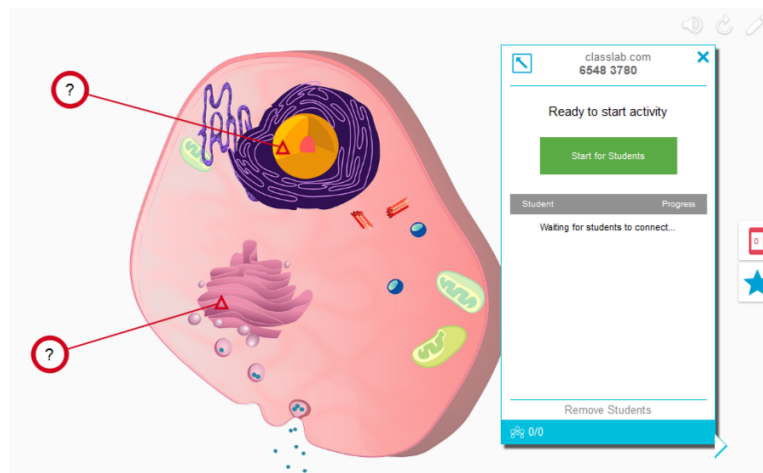 ?
?
classlab.com
6548 3780
Ready to start activity
Start for Students
Student Progress
Waiting for students to connect...
Remove Students
0/0
0